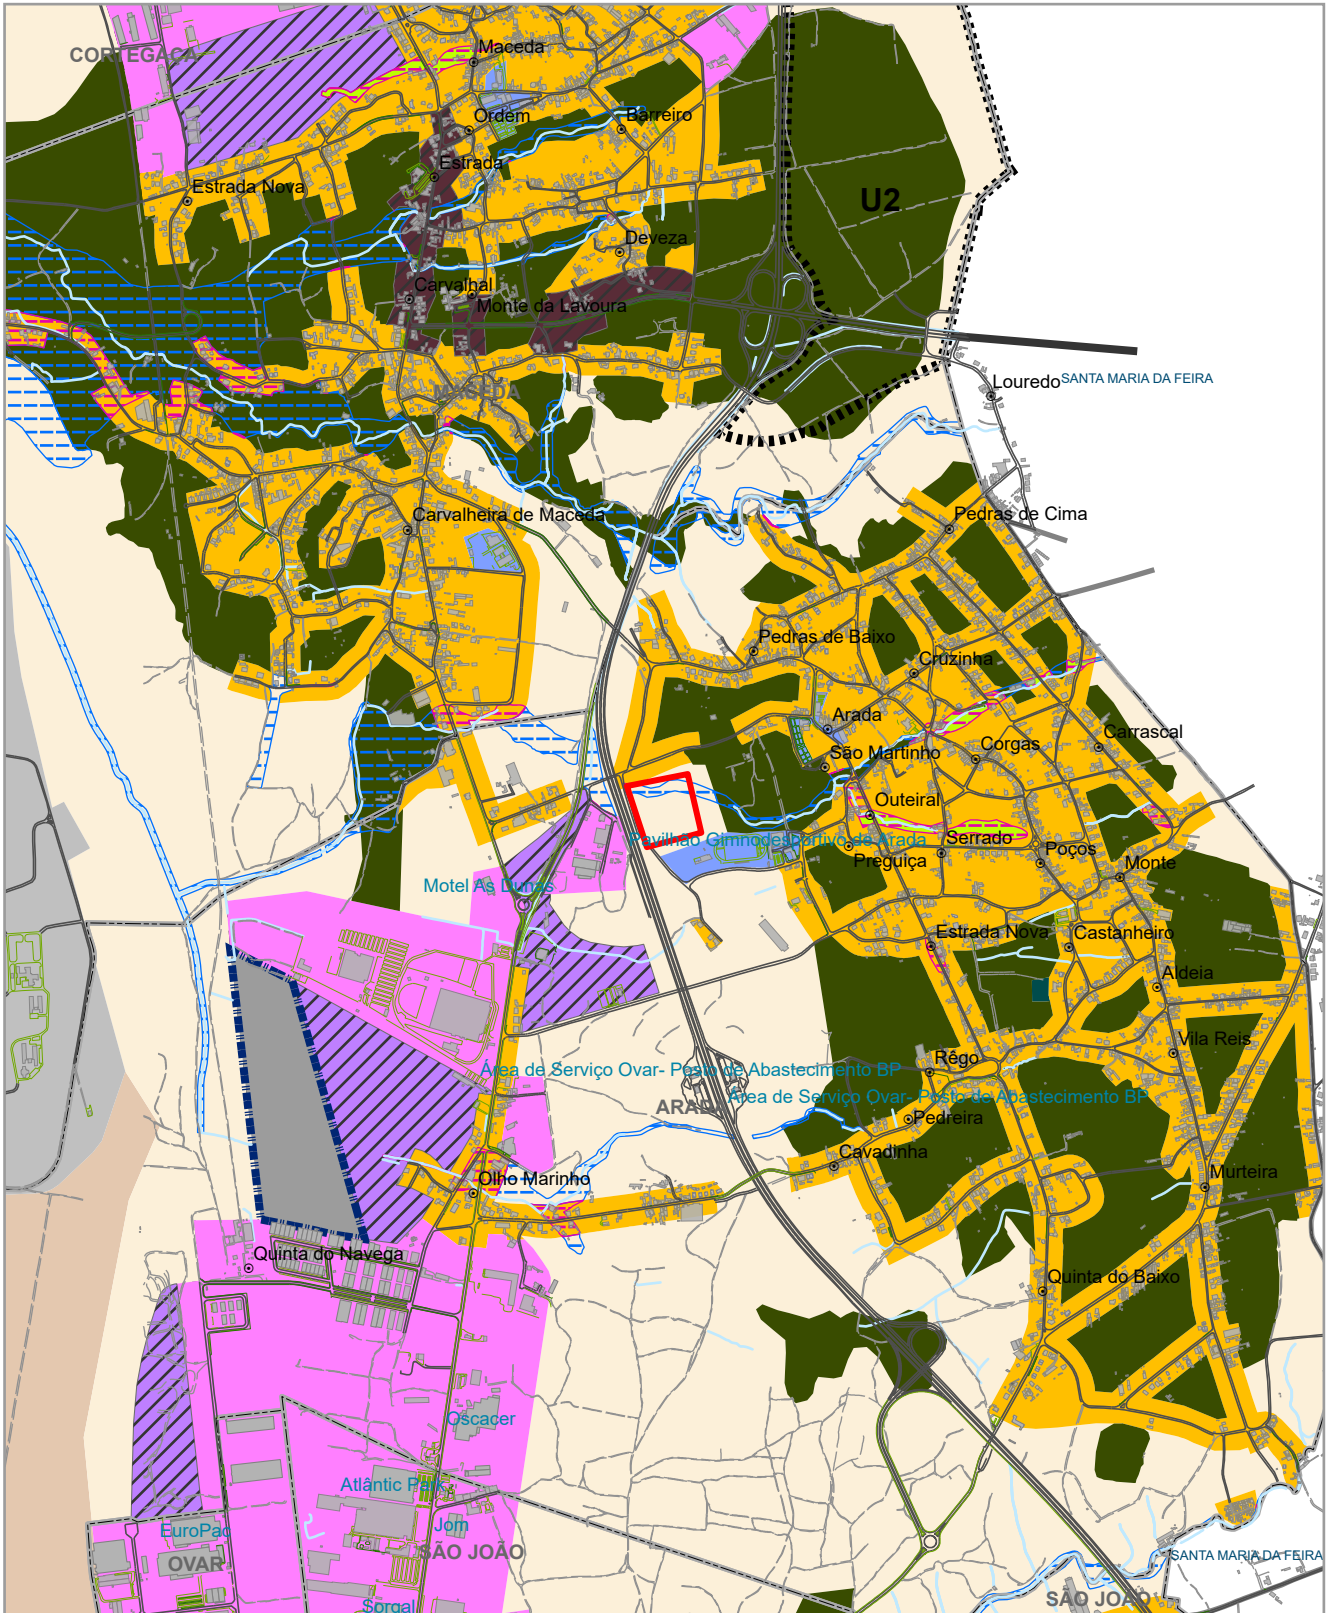 Maceda
CORTEGAÇA
Ordem
Barreiro
Estrada
Estrada Nova
U2
Deveza
Carvalhal
Monte da Lavoura
Louredo
SANTA MARIA DA FEIRA
MACEDA
Carvalheira de Maceda
Pedras de Cima
Pedras de Baixo
Cruzinha
Arada
Carrascal
São Martinho
Corgas
Outeiral
Pavilhão Gimnodesportivo de Arada
Serrado
Preguiça
Poços
Monte
Motel As Dunas
Estrada Nova
Castanheiro
Aldeia
Vila Reis
Rêgo
Área de Serviço Ovar- Posto de Abastecimento BP
Área de Serviço Ovar- Posto de Abastecimento BP
ARADA
Pedreira
Cavadinha
Olho Marinho
Murteira
Quinta do Navega
Quinta do Baixo
Oscacer
Atlântic Park
EuroPac
Jom
OVAR
SÃO JOÃO
SANTA MARIA DA FEIRA
SÃO JOÃO
Sorgal